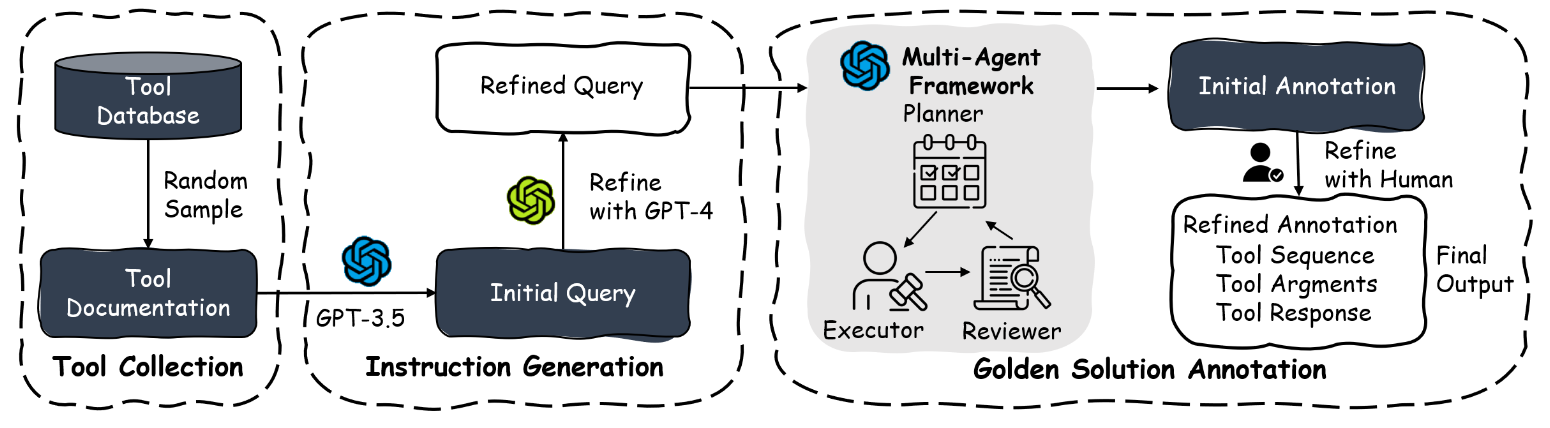 Tool
Database
Random
Sample
Tool
Documentation
Tool Collection
GPT-3.5
Refined Query
Refine
with GPT-4
Initial Query
Instruction Generation
Multi-Agent
Framework
Planner
Executor
Reviewer
Initial Annotation
Refine
with Human
Refined Annotation
Tool Sequence
Tool Argments
Tool Response
Final
Output
Golden Solution Annotation